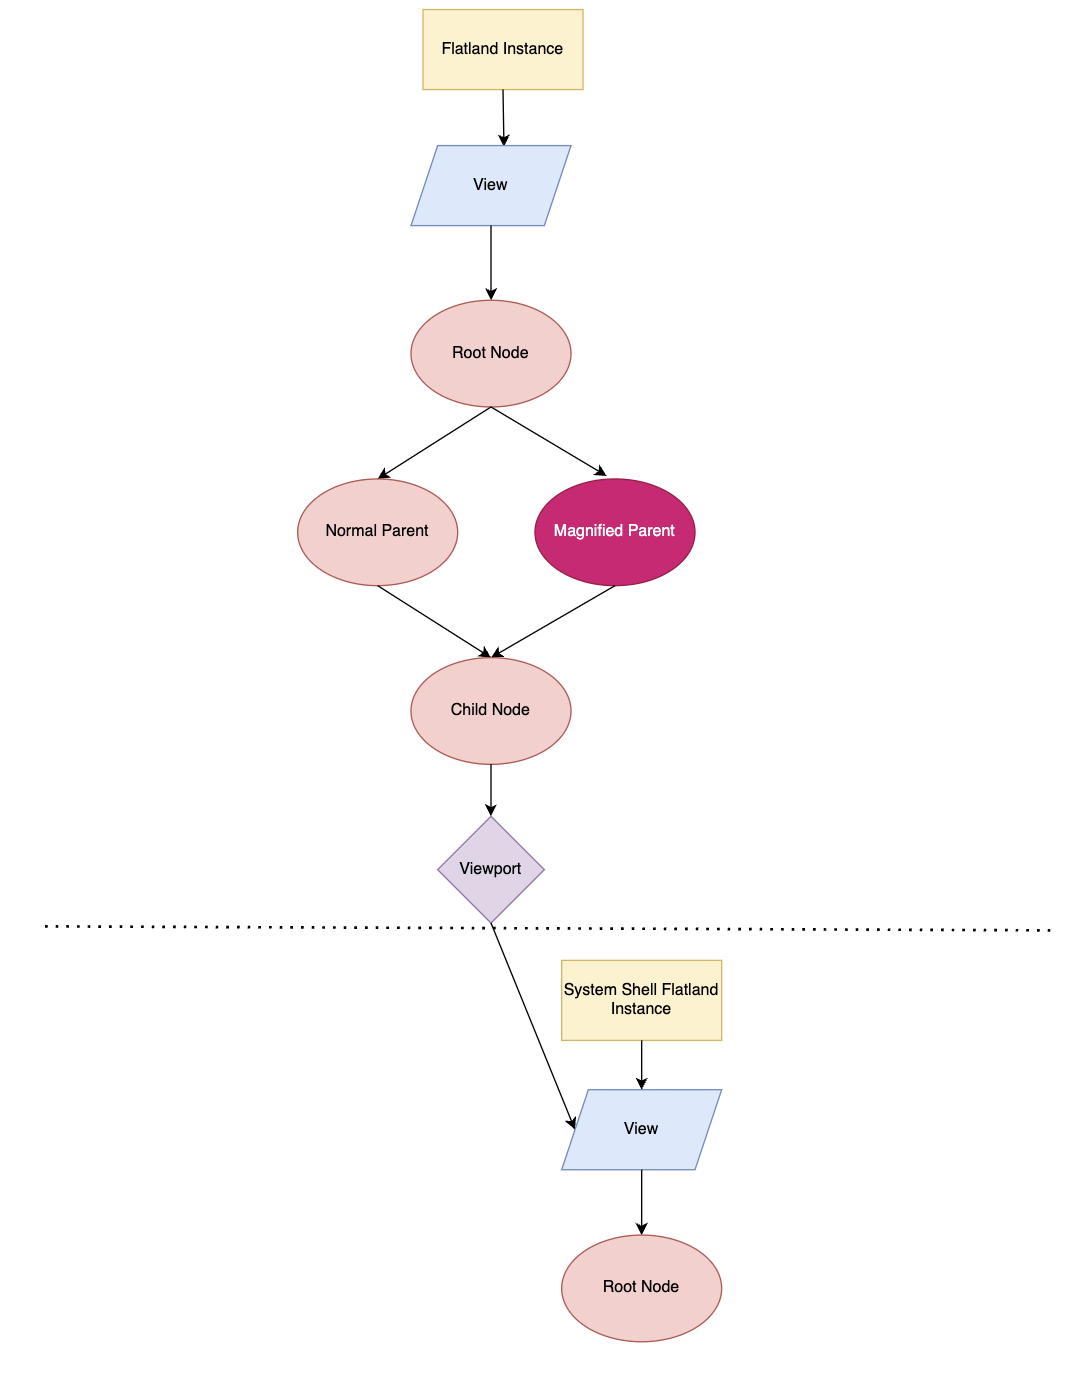 Flatland Instance
View
Root Node
Normal Parent
Magnified Parent
Child Node
Viewport
System Shell Flatland
Instance
View
Root Node